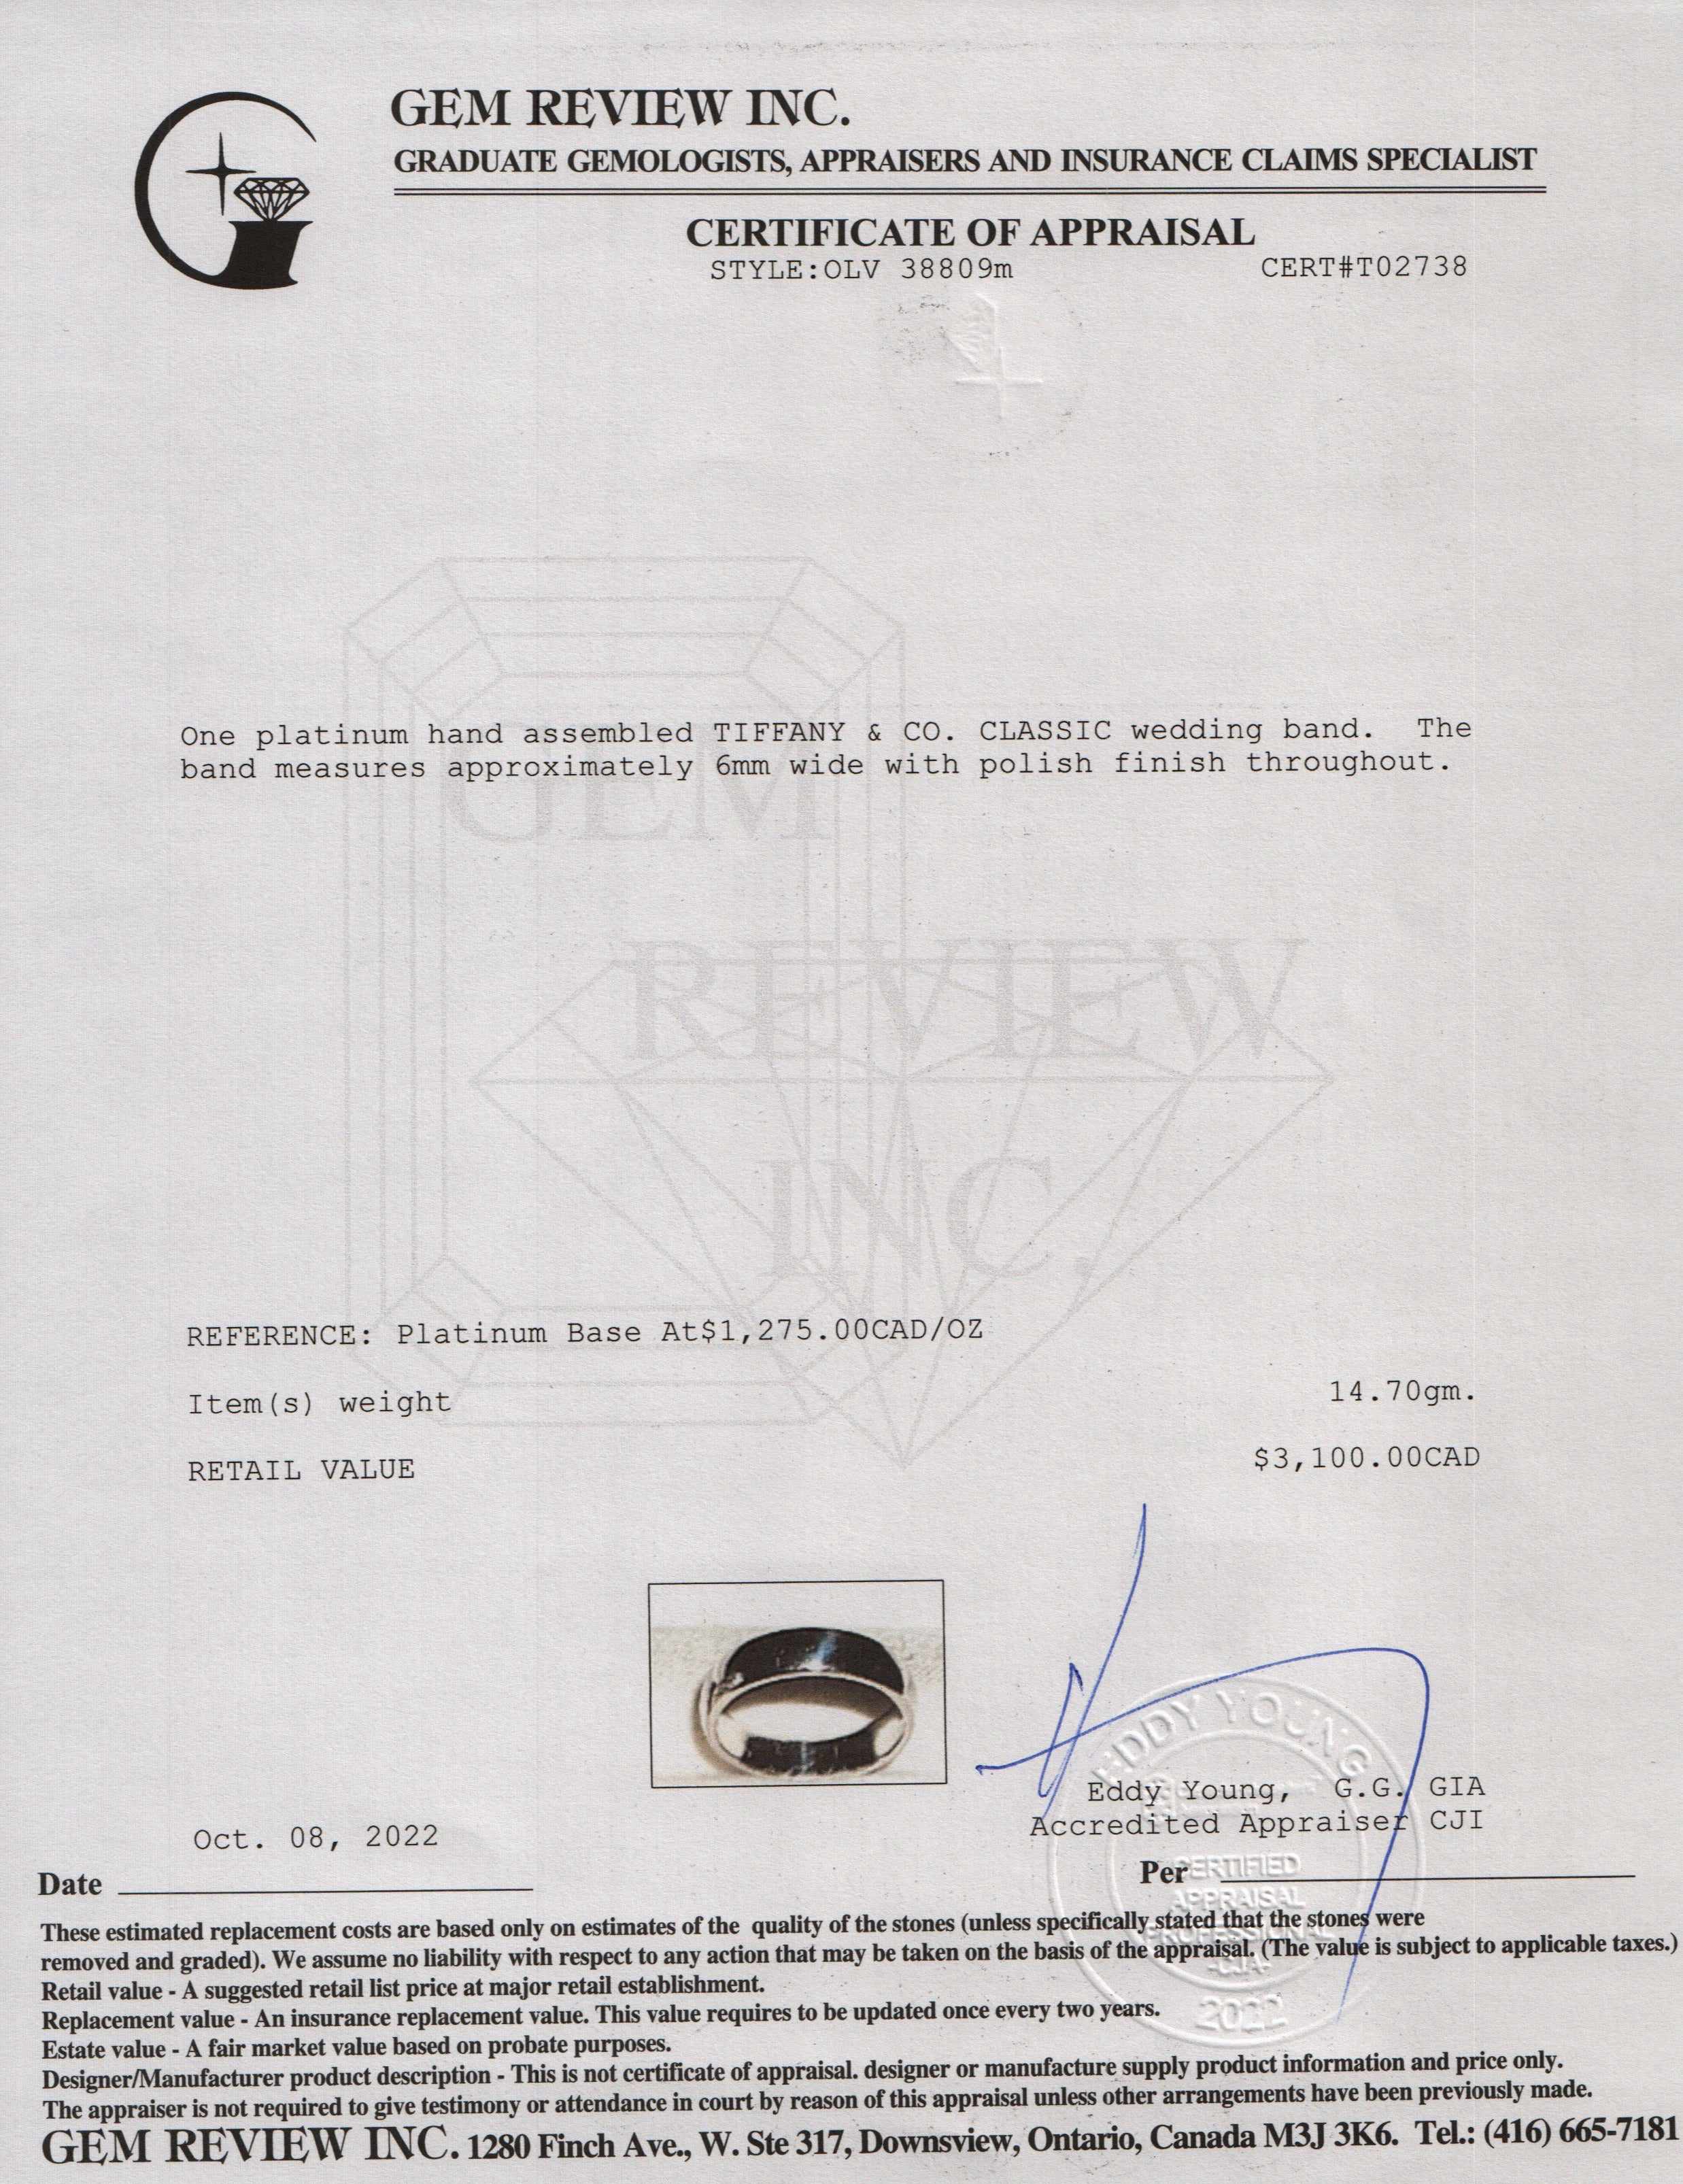 GEM REVIEW INC.
GRADUATE GEMOLOGISTS, APPRAISERS AND INSURANCE CLAIMS SPECIALIST
CERTIFICATE OF APPRAISAL
STYLE:OLV 38809m CERT#T02738
One platinum hand assembled TIFFANY & CO. CLASSIC wedding band. The
band measures approximately 6mm wide with polish finish throughout.
GEM
REVIEW
INC.
REFERENCE: Platinum Base At$1,275.00CAD/OZ
Item(s) weight 14.70gm.
RETAIL VALUE $3,100.00CAD
EDDY YOUNG
Eddy Young, G.G. GIA
Accredited Appraiser CJI
Oct. 08, 2022
Date Per
CERTIFIED
APPRAISAL
PROFESSIONAL
2022
These estimated replacement costs are based only on estimates of the quality of the stones (unless specifically stated that the stones were
removed and graded). We assume no liability with respect to any action that may be taken on the basis of the appraisal. (The value is subject to applicable taxes.)
Retail value - A suggested retail list price at major retail establishment.
Replacement value - An insurance replacement value. This value requires to be updated once every two years.
Estate value - A fair market value based on probate purposes.
Designer/Manufacturer product description - This is not certificate of appraisal. designer or manufacture supply product information and price only.
The appraiser is not required to give testimony or attendance in court by reason of this appraisal unless other arrangements have been previously made.
GEM REVIEW INC. 1280 Finch Ave., W. Ste 317, Downsview, Ontario, Canada M3J 3K6. Tel.: (416) 665-7181